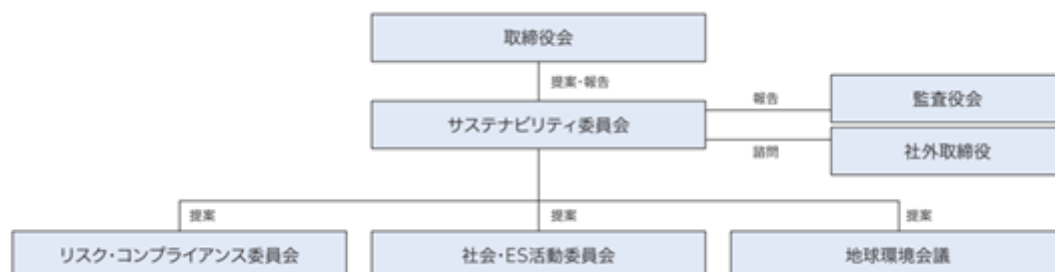 取締役会
提案・報告
報告
監査役会
サステナビリティ委員会
諮問
社外取締役
提案
提案
提案
リスク・コンプライアンス委員会
社会・ES活動委員会
地球環境会議